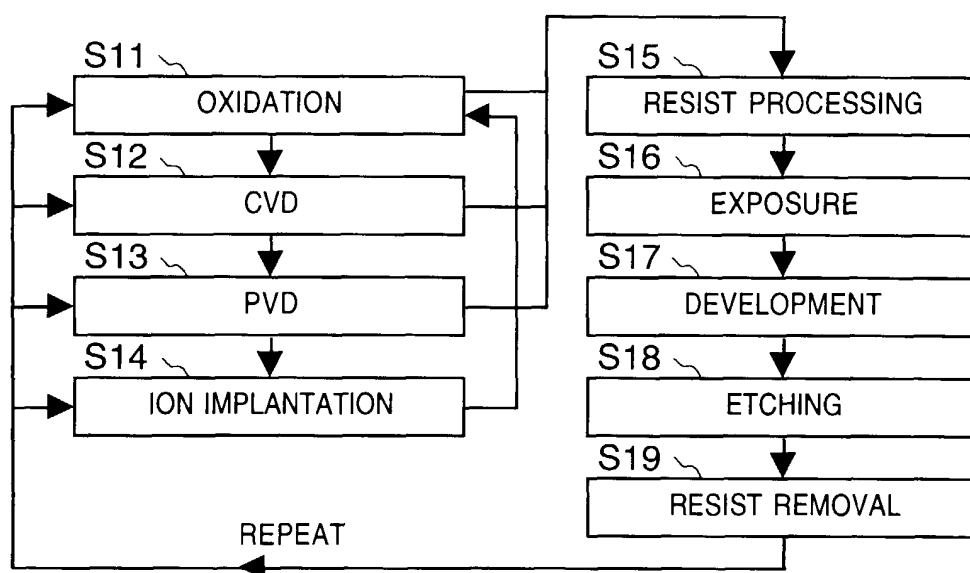 S11
OXIDATION
S12
CVD
S13
PVD
S14
ION IMPLANTATION
S15
RESIST PROCESSING
S16
EXPOSURE
S17
DEVELOPMENT
S18
ETCHING
S19
RESIST REMOVAL
REPEAT